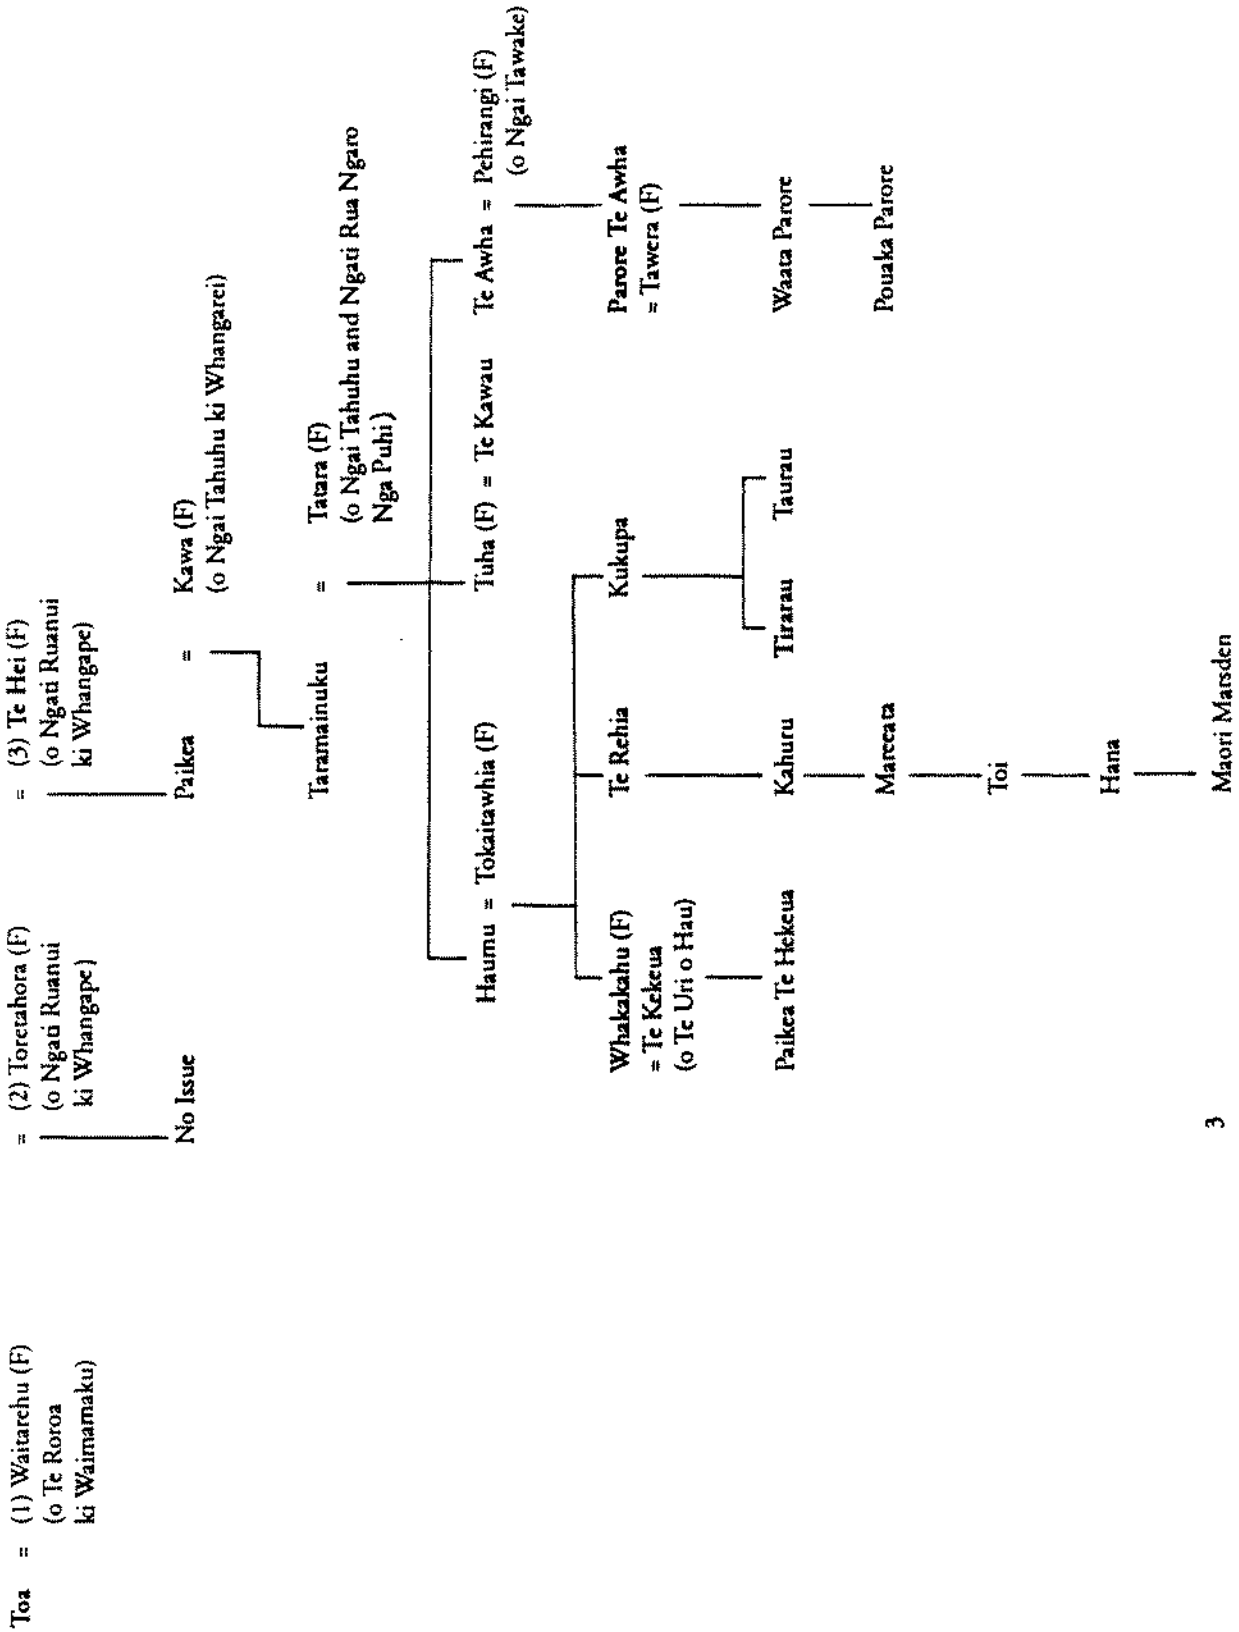 Toa = (1) Waitarehu (F) = (2) Toretahora (F) = (3) Te Hei (F)
(o Te Roroa (o Ngati Ruanui (o Ngati Ruanui
ki Waimamaku) ki Whangape) ki Whangape)
No Issue Paikea = Kawa (F)
(o Ngai Tahuhu ki Whangarei)
Taramainuku = Tatara (F)
(o Ngai Tahuhu and Ngati Rua Ngaro
Nga Puhi)
Haumu = Tokaitawhia (F) Tuha (F) = Te Kawau Te Awha = Pehirangi (F)
(o Ngai Tawake)
Whakakahu (F) Te Rehia Kukupa Parore Te Awha
= Te Kekeua = Tawera (F)
(o Te Uri o Hau)
Paikea Te Hekeua Kahuru Tirarau Taurau Waata Parore
Mareeata Pouaka Parore
Toi
Hana
Maori Marsden
3